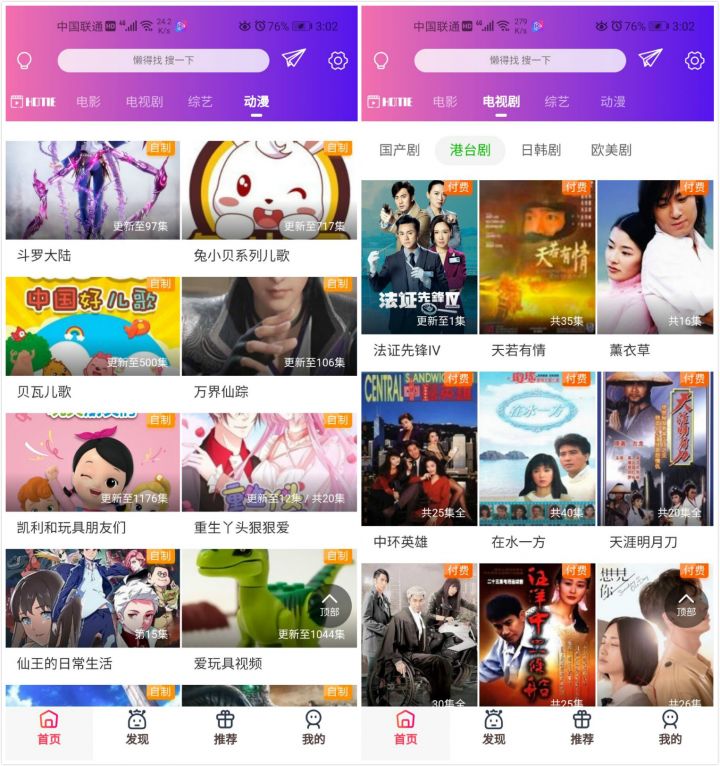 中国联通 HD 46 24.2 K/s 76% 3:02
懒得找 搜一下
HOTIE 电影 电视剧 综艺 动漫
自制 自制
更新至97集 更新至717集
斗罗大陆 兔小贝系列儿歌
自制 自制
中国好儿歌
更新至500集 更新至106集
贝瓦儿歌 万界仙踪
自制 自制
更新至1176集 更新至12集 / 共20集
凯利和玩具朋友们 重生丫头狠狠爱
自制 自制
顶部
第15集 更新至1044集
仙王的日常生活 爱玩具视频
自制 自制
首页 发现 推荐 我的
中国联通 HD 46 279 K/s 76% 3:02
懒得找 搜一下
HOTIE 电影 电视剧 综艺 动漫
国产剧 港台剧 日韩剧 欧美剧
付费 付费 付费
天若有情
法证先锋IV
更新至1集 共35集 共16集
法证先锋IV 天若有情 薰衣草
付费 付费 付费
CENTRAL SANDWICH
在水一方
天涯明月刀
共25集全 共40集 共20集全
中环英雄 在水一方 天涯明月刀
付费 付费 付费
想見你
顶部
30集全 共25集 共26集
首页 发现 推荐 我的